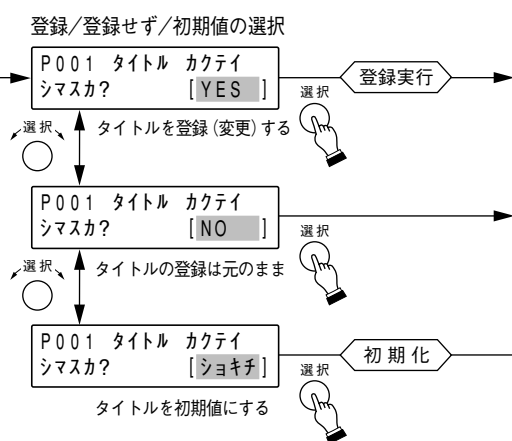 登録/登録せず/初期値の選択
P001 タイトル カクテイ
シマスカ? [YES ]
選択
登録実行
選択
タイトルを登録(変更)する
P001 タイトル カクテイ
シマスカ? [NO ]
選択
選択
タイトルの登録は元のまま
P001 タイトル カクテイ
シマスカ? [ショキチ]
選択
初期化
タイトルを初期値にする